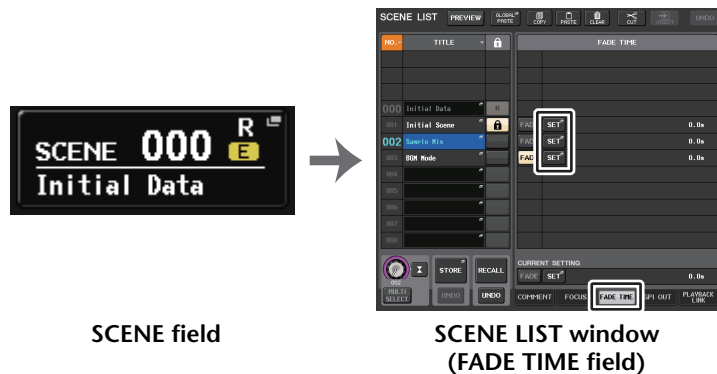 SCENE 000 R E
Initial Data
SCENE field
SCENE LIST PREVIEW GLOBAL PASTE COPY PASTE CLEAR CUT INSERT UNDO
NO. TITLE FADE TIME
000 Initial Data R
001 Initial Scene FADE SET 0.0s
002 Sample Mix FADE SET 0.0s
003 BGM Mode FADE SET 0.0s
004
005
006
007
008
002
STORE RECALL
MULTI SELECT UNDO UNDO
CURRENT SETTING
FADE SET 0.0s
COMMENT FOCUS FADE TIME GPI OUT PLAYBACK LINK
SCENE LIST window
(FADE TIME field)